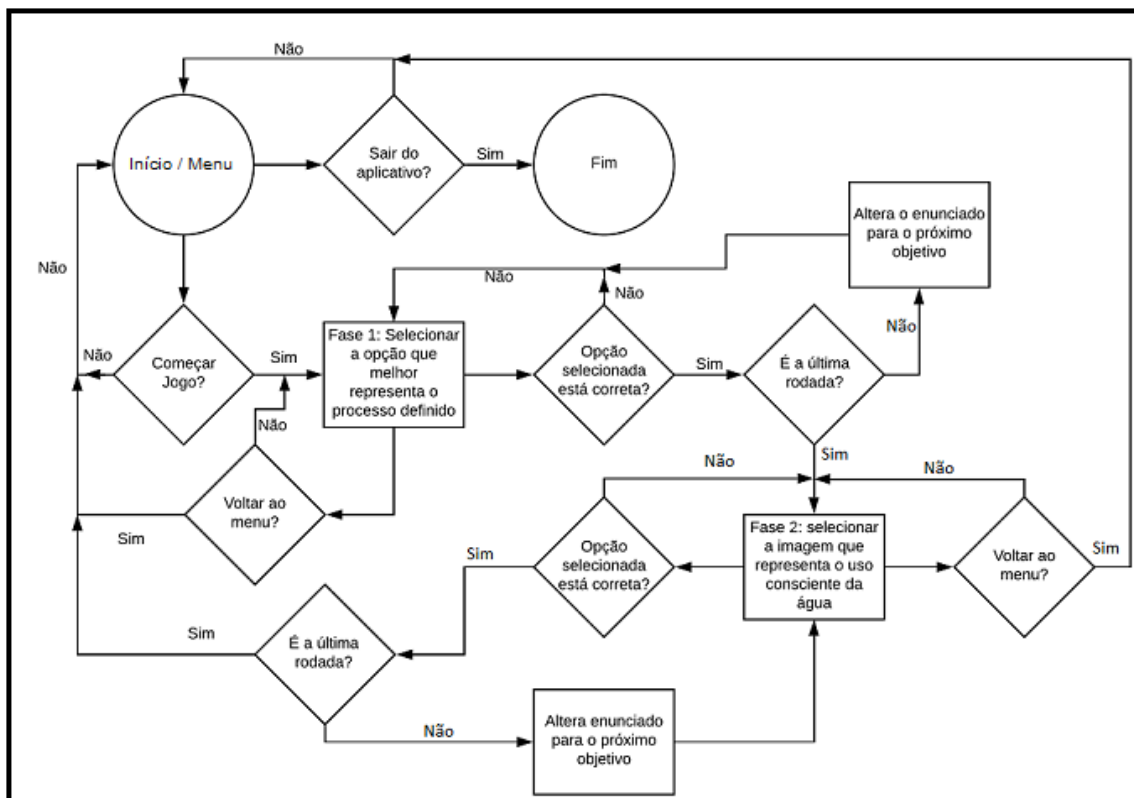 Não
Início / Menu
Sair do
aplicativo?
Sim
Fim
Altera o enunciado
para o próximo
objetivo
Não
Não
Não
Não
Não
Começar
Jogo?
Sim
Fase 1: Selecionar
a opção que
melhor
representa o
processo definido
Opção
selecionada
está correta?
Sim
É a última
rodada?
Não
Voltar ao
menu?
Sim
Sim
Não
Não
Opção
selecionada
está correta?
Sim
Fase 2: selecionar
a imagem que
representa o uso
consciente da
água
Voltar ao
menu?
Sim
Sim
É a última
rodada?
Não
Altera enunciado
para o próximo
objetivo